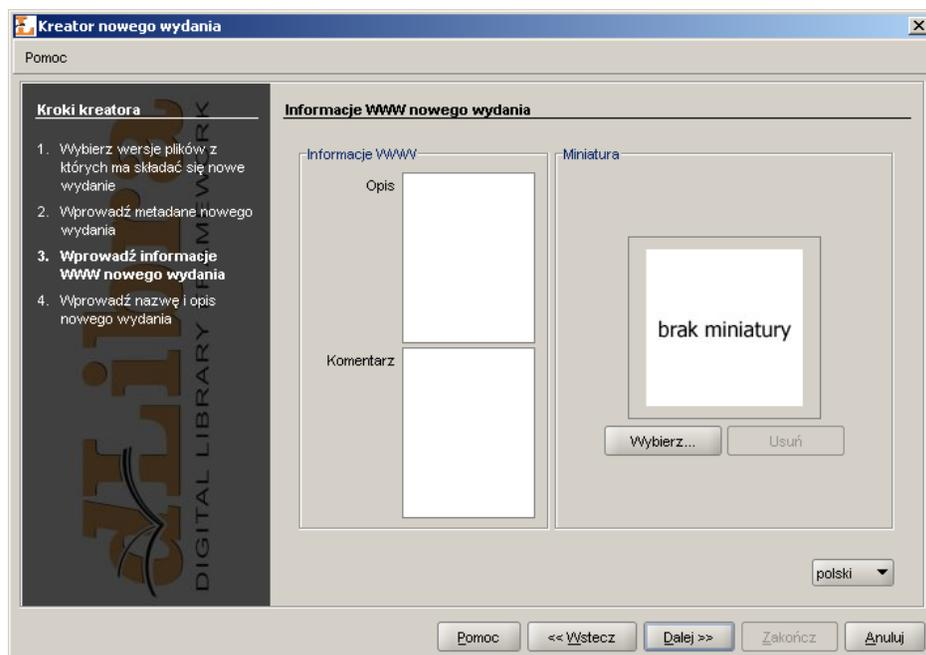 Kreator nowego wydania
Pomoc
Kroki kreatora
1. Wybierz wersje plików z
których ma składać się nowe
wydanie
2. Wprowadź metadane nowego
wydania
3. Wprowadź informacje
WWW nowego wydania
4. Wprowadź nazwę i opis
nowego wydania
dLibra
DIGITAL LIBRARY FRAMEWORK
Informacje WWW nowego wydania
Informacje WWW
Opis
Komentarz
Miniatura
brak miniatury
Wybierz...
Usuń
polski
Pomoc
<< Wstecz
Dalej >>
Zakończ
Anuluj